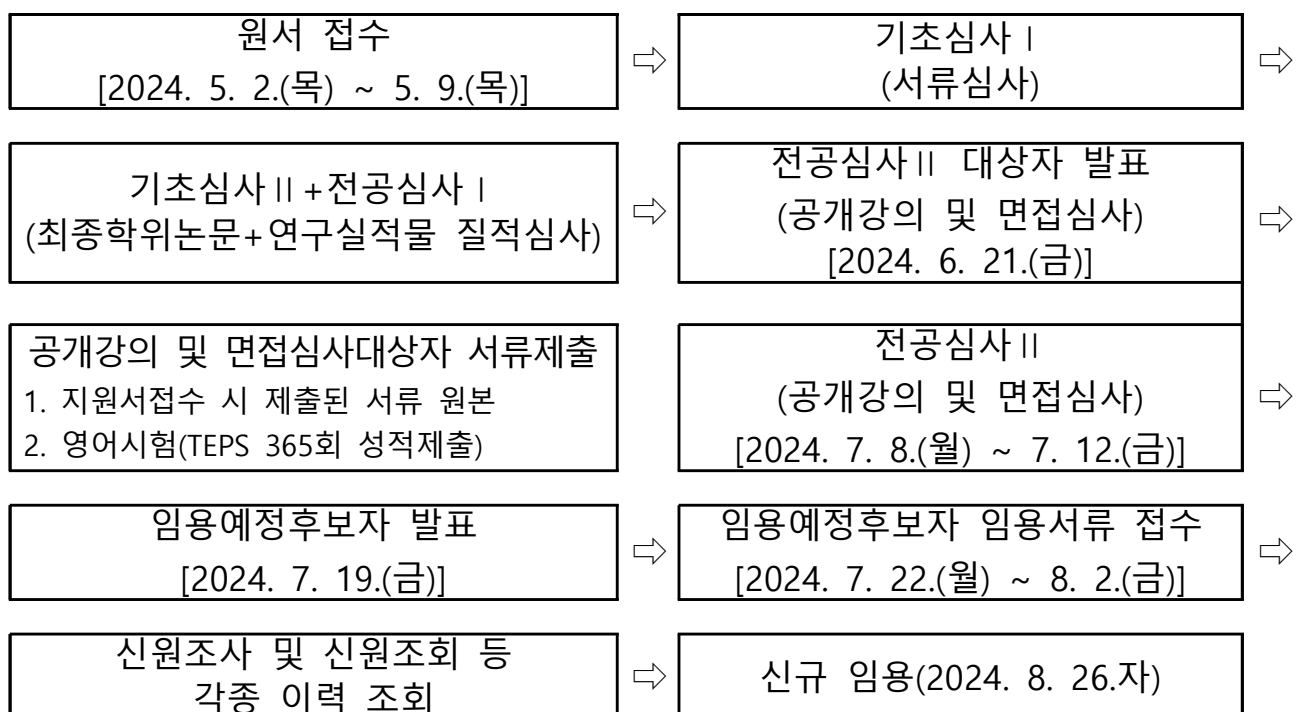 원서 접수
[2024. 5. 2.(목) ~ 5. 9.(목)]
⇨
기초심사Ⅰ
(서류심사)
⇨
기초심사Ⅱ+전공심사Ⅰ
(최종학위논문+연구실적물 질적심사)
⇨
전공심사Ⅱ 대상자 발표
(공개강의 및 면접심사)
[2024. 6. 21.(금)]
⇨
공개강의 및 면접심사대상자 서류제출
1. 지원서접수 시 제출된 서류 원본
2. 영어시험(TEPS 365회 성적제출)
전공심사Ⅱ
(공개강의 및 면접심사)
[2024. 7. 8.(월) ~ 7. 12.(금)]
⇨
임용예정후보자 발표
[2024. 7. 19.(금)]
⇨
임용예정후보자 임용서류 접수
[2024. 7. 22.(월) ~ 8. 2.(금)]
⇨
신원조사 및 신원조회 등
각종 이력 조회
⇨
신규 임용(2024. 8. 26.자)